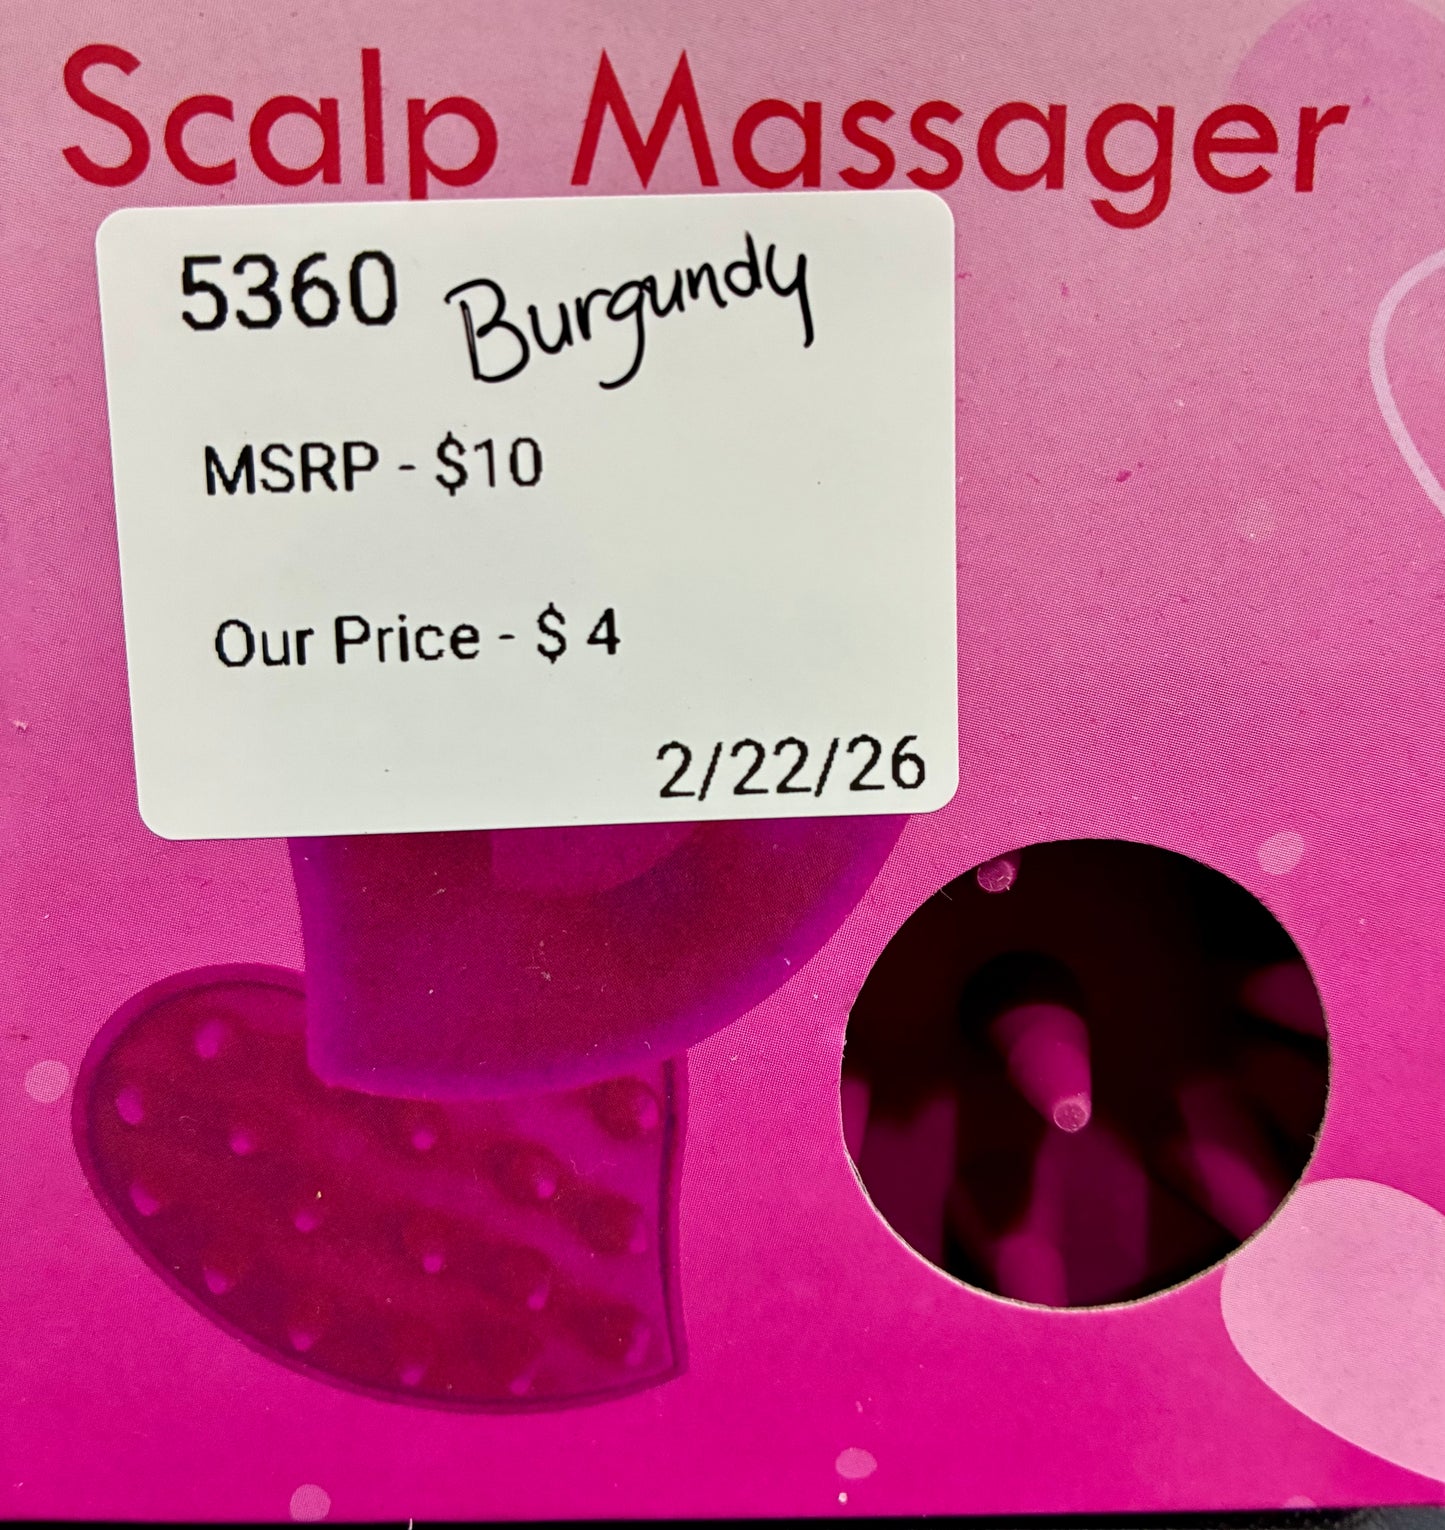 Scalp Massager
5360 Burgundy
MSRP - $10
Our Price - $ 4
2/22/26